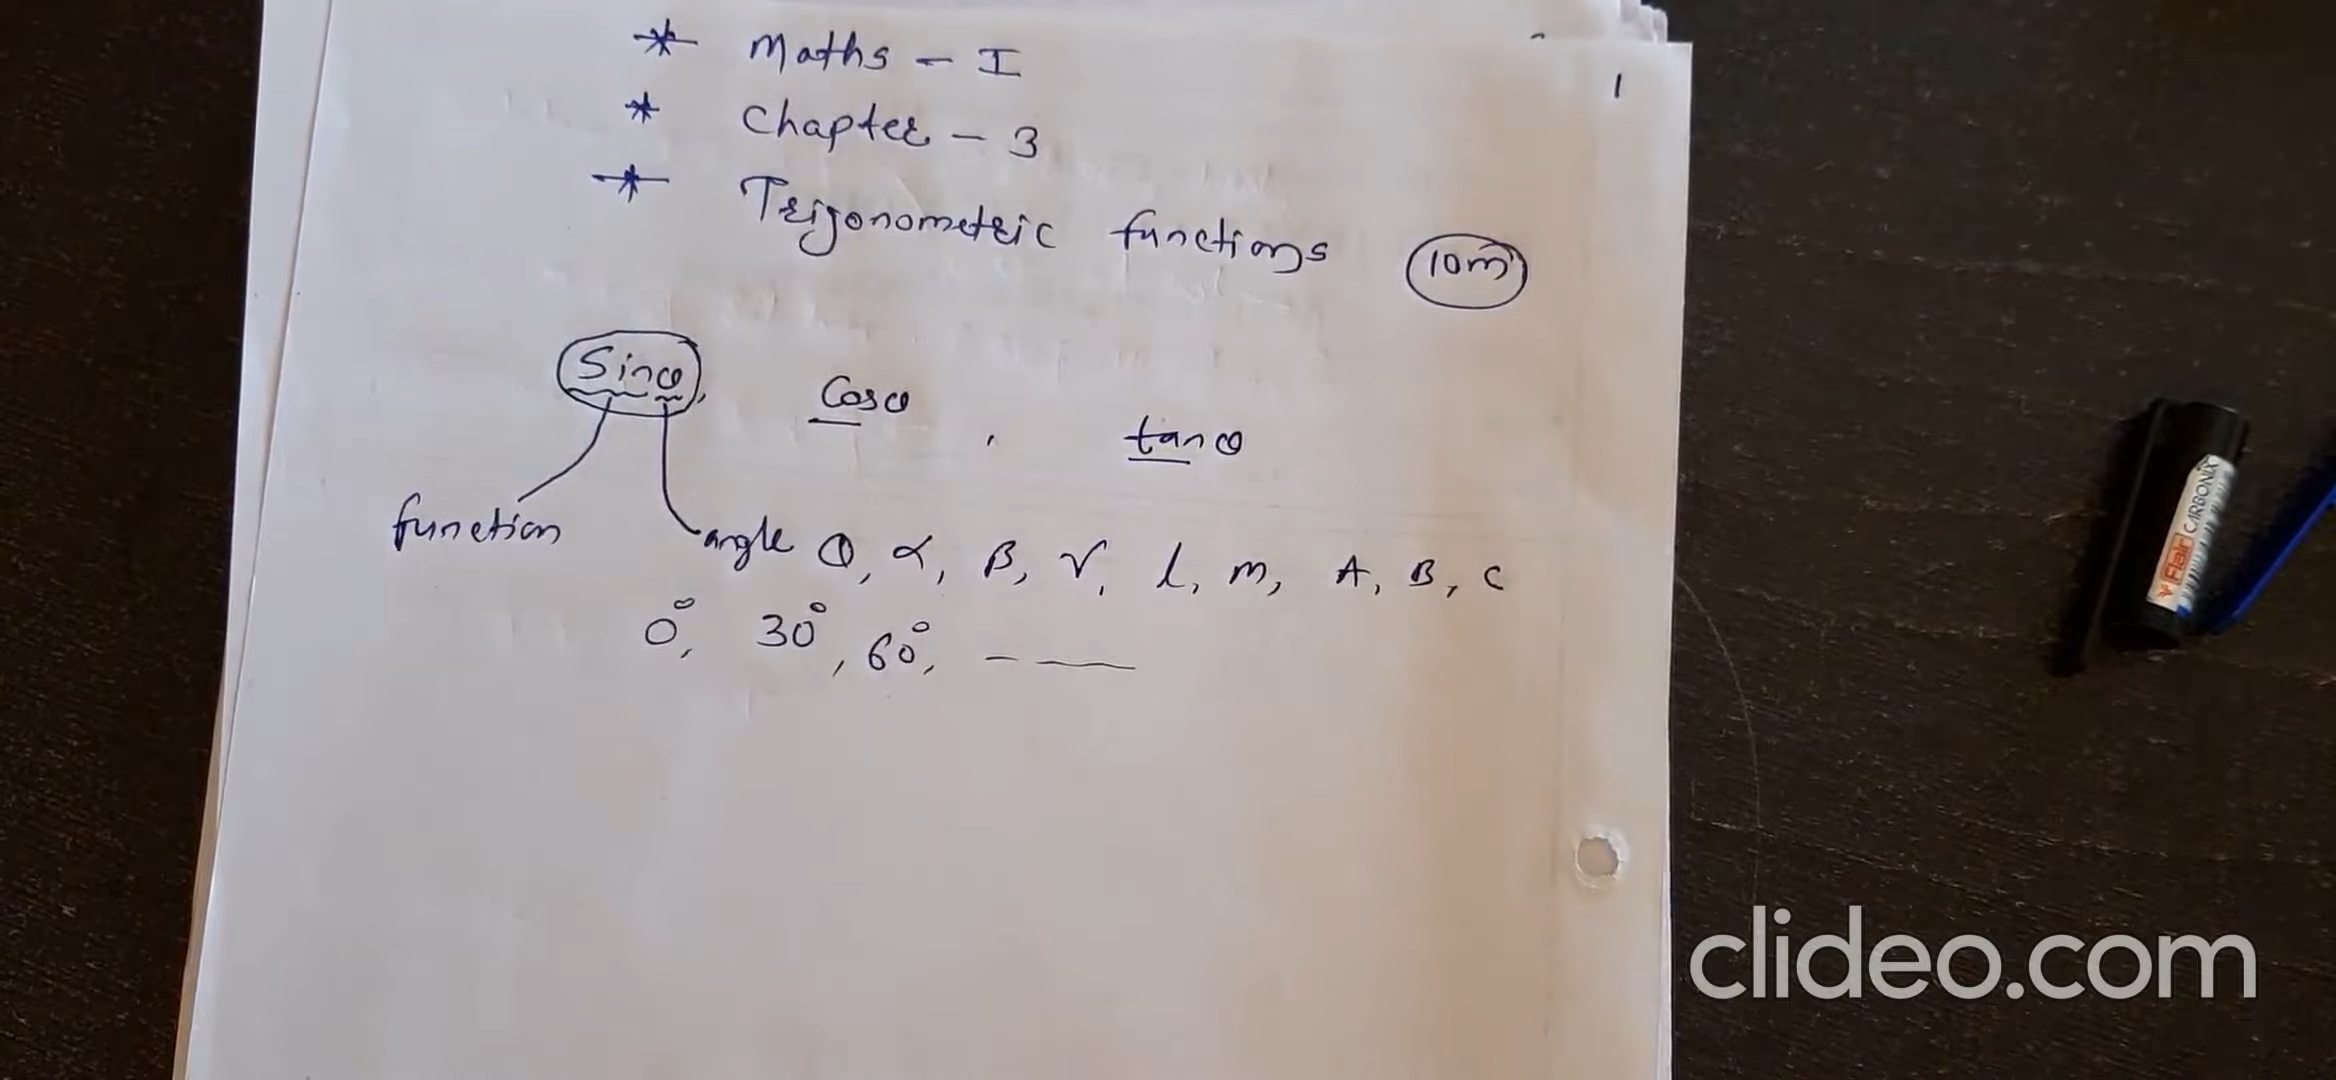 * Maths - I
1
* Chapter - 3
* Trigonometric functions 10m
Sinθ, Cosθ, tanθ
function angle θ, α, β, γ, l, m, A, B, C
0°, 30°, 60°, - —
Flair CARBONIX
clideo.com